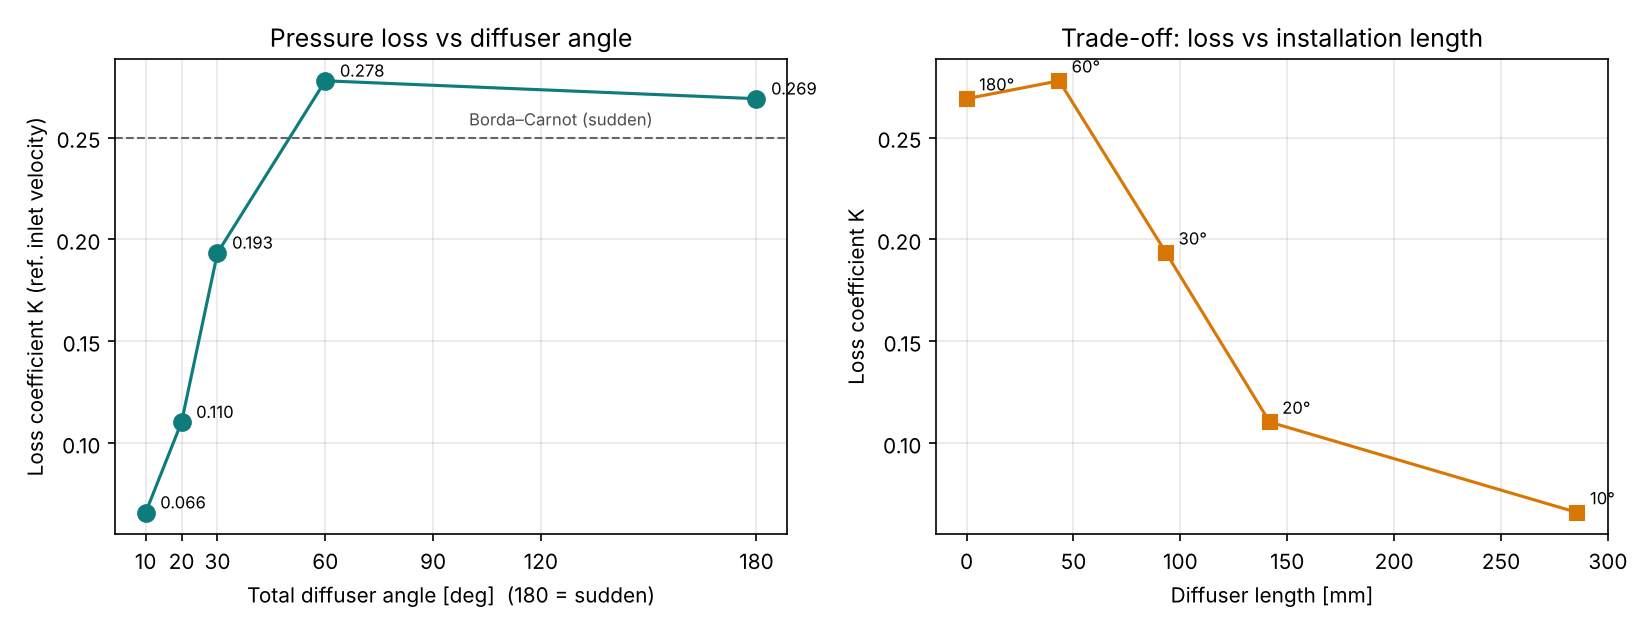 Pressure loss vs diffuser angle
Loss coefficient K (ref. inlet velocity)
0.25
0.20
0.15
0.10
0.278
0.269
Borda–Carnot (sudden)
0.193
0.110
0.066
10 20 30 60 90 120 180
Total diffuser angle [deg]  (180 = sudden)
Trade-off: loss vs installation length
Loss coefficient K
0.25
0.20
0.15
0.10
180°
60°
30°
20°
10°
0 50 100 150 200 250 300
Diffuser length [mm]